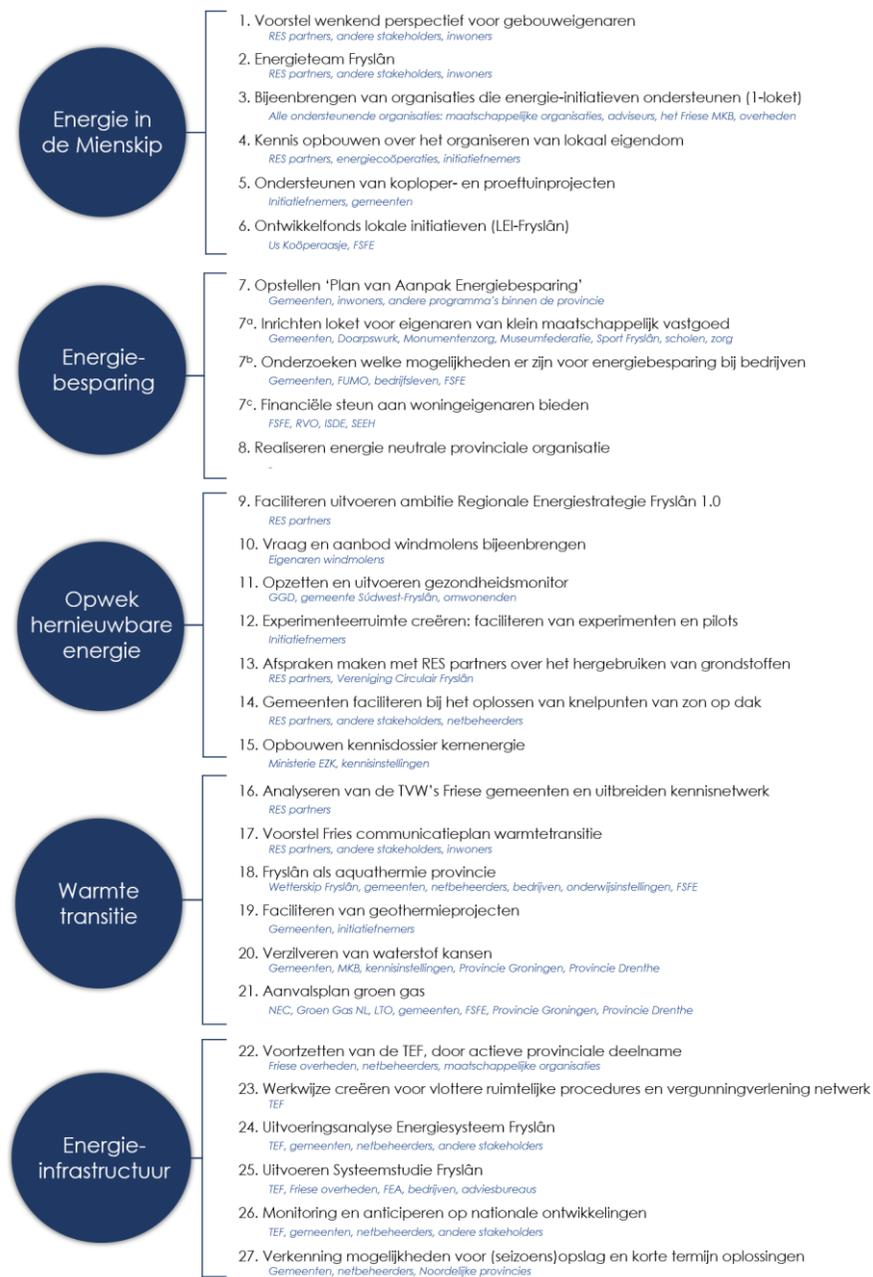 Energie in
de Mienskip
1. Voorstel wenkend perspectief voor gebouweigenaren
RES partners, andere stakeholders, inwoners
2. Energieteam Fryslân
RES partners, andere stakeholders, inwoners
3. Bijeenbrengen van organisaties die energie-initiatieven ondersteunen (1-loket)
Alle ondersteunende organisaties: maatschappelijke organisaties, adviseurs, het Friese MKB, overheden
4. Kennis opbouwen over het organiseren van lokaal eigendom
RES partners, energiecoöperaties, initiatiefnemers
5. Ondersteunen van koploper- en proeftuinprojecten
Initiatiefnemers, gemeenten
6. Ontwikkelfonds lokale initiatieven (LEI-Fryslân)
Us Koöperaasje, FSFE
Energie-
besparing
7. Opstellen ‘Plan van Aanpak Energiebesparing’
Gemeenten, inwoners, andere programma’s binnen de provincie
7ª. Inrichten loket voor eigenaren van klein maatschappelijk vastgoed
Gemeenten, Doarpswurk, Monumentenzorg, Museumfederatie, Sport Fryslân, scholen, zorg
7ᵇ. Onderzoeken welke mogelijkheden er zijn voor energiebesparing bij bedrijven
Gemeenten, FUMO, bedrijfsleven, FSFE
7ᶜ. Financiële steun aan woningeigenaren bieden
FSFE, RVO, ISDE, SEEH
8. Realiseren energie neutrale provinciale organisatie
-
Opwek
hernieuwbare
energie
9. Faciliteren uitvoeren ambitie Regionale Energiestrategie Fryslân 1.0
RES partners
10. Vraag en aanbod windmolens bijeenbrengen
Eigenaren windmolens
11. Opzetten en uitvoeren gezondheidsmonitor
GGD, gemeente Súdwest-Fryslân, omwonenden
12. Experimenteerruimte creëren: faciliteren van experimenten en pilots
Initiatiefnemers
13. Afspraken maken met RES partners over het hergebruiken van grondstoffen
RES partners, Vereniging Circulair Fryslân
14. Gemeenten faciliteren bij het oplossen van knelpunten van zon op dak
RES partners, andere stakeholders, netbeheerders
15. Opbouwen kennisdossier kernenergie
Ministerie EZK, kennisinstellingen
Warmte
transitie
16. Analyseren van de TVW’s Friese gemeenten en uitbreiden kennisnetwerk
RES partners
17. Voorstel Fries communicatieplan warmtetransitie
RES partners, andere stakeholders, inwoners
18. Fryslân als aquathermie provincie
Wetterskip Fryslân, gemeenten, netbeheerders, bedrijven, onderwijsinstellingen, FSFE
19. Faciliteren van geothermieprojecten
Gemeenten, initiatiefnemers
20. Verzilveren van waterstof kansen
Gemeenten, MKB, kennisinstellingen, Provincie Groningen, Provincie Drenthe
21. Aanvalsplan groen gas
NEC, Groen Gas NL, LTO, gemeenten, FSFE, Provincie Groningen, Provincie Drenthe
Energie-
infrastructuur
22. Voortzetten van de TEF, door actieve provinciale deelname
Friese overheden, netbeheerders, maatschappelijke organisaties
23. Werkwijze creëren voor vlottere ruimtelijke procedures en vergunningverlening netwerk
TEF
24. Uitvoeringsanalyse Energiesysteem Fryslân
TEF, gemeenten, netbeheerders, andere stakeholders
25. Uitvoeren Systeemstudie Fryslân
TEF, Friese overheden, FEA, bedrijven, adviesbureaus
26. Monitoring en anticiperen op nationale ontwikkelingen
TEF, gemeenten, netbeheerders, andere stakeholders
27. Verkenning mogelijkheden voor (seizoens)opslag en korte termijn oplossingen
Gemeenten, netbeheerders, Noordelijke provincies